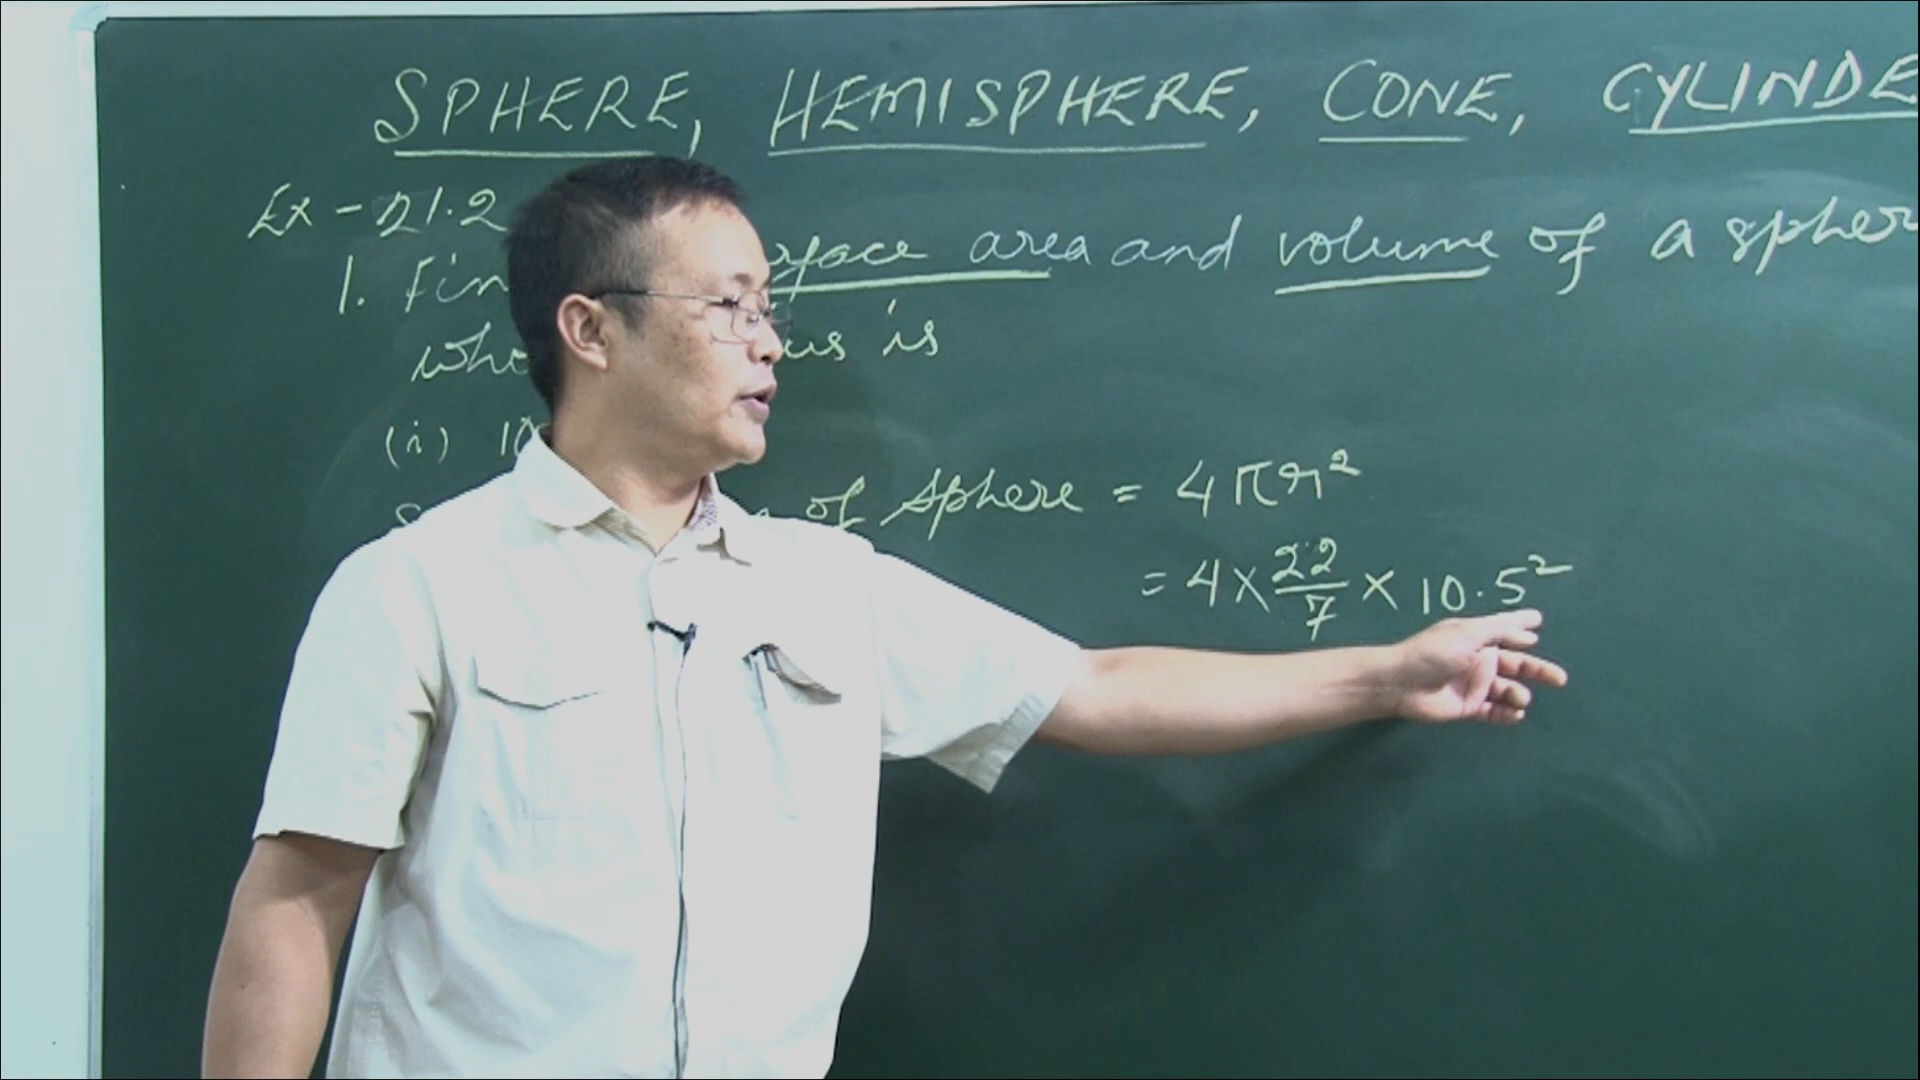 SPHERE, HEMISPHERE, CONE, CYLINDE
Ex - 21.2
1. Fin rface area and volume of a spher
who us is
(i) 10
of sphere = 4πr²
= 4 × 22/7 × 10.5²